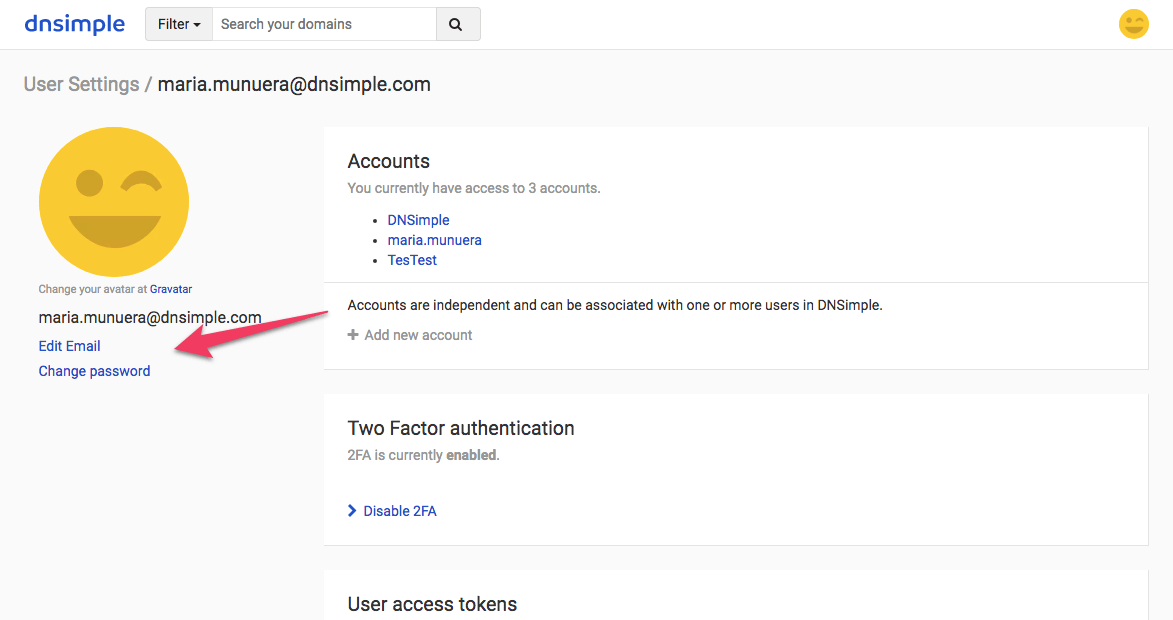 dnsimple
Filter
Search your domains
User Settings / maria.munuera@dnsimple.com
Change your avatar at Gravatar
maria.munuera@dnsimple.com
Edit Email
Change password
Accounts
You currently have access to 3 accounts.
• DNSimple
• maria.munuera
• TesTest
Accounts are independent and can be associated with one or more users in DNSimple.
+ Add new account
Two Factor authentication
2FA is currently enabled.
Disable 2FA
User access tokens